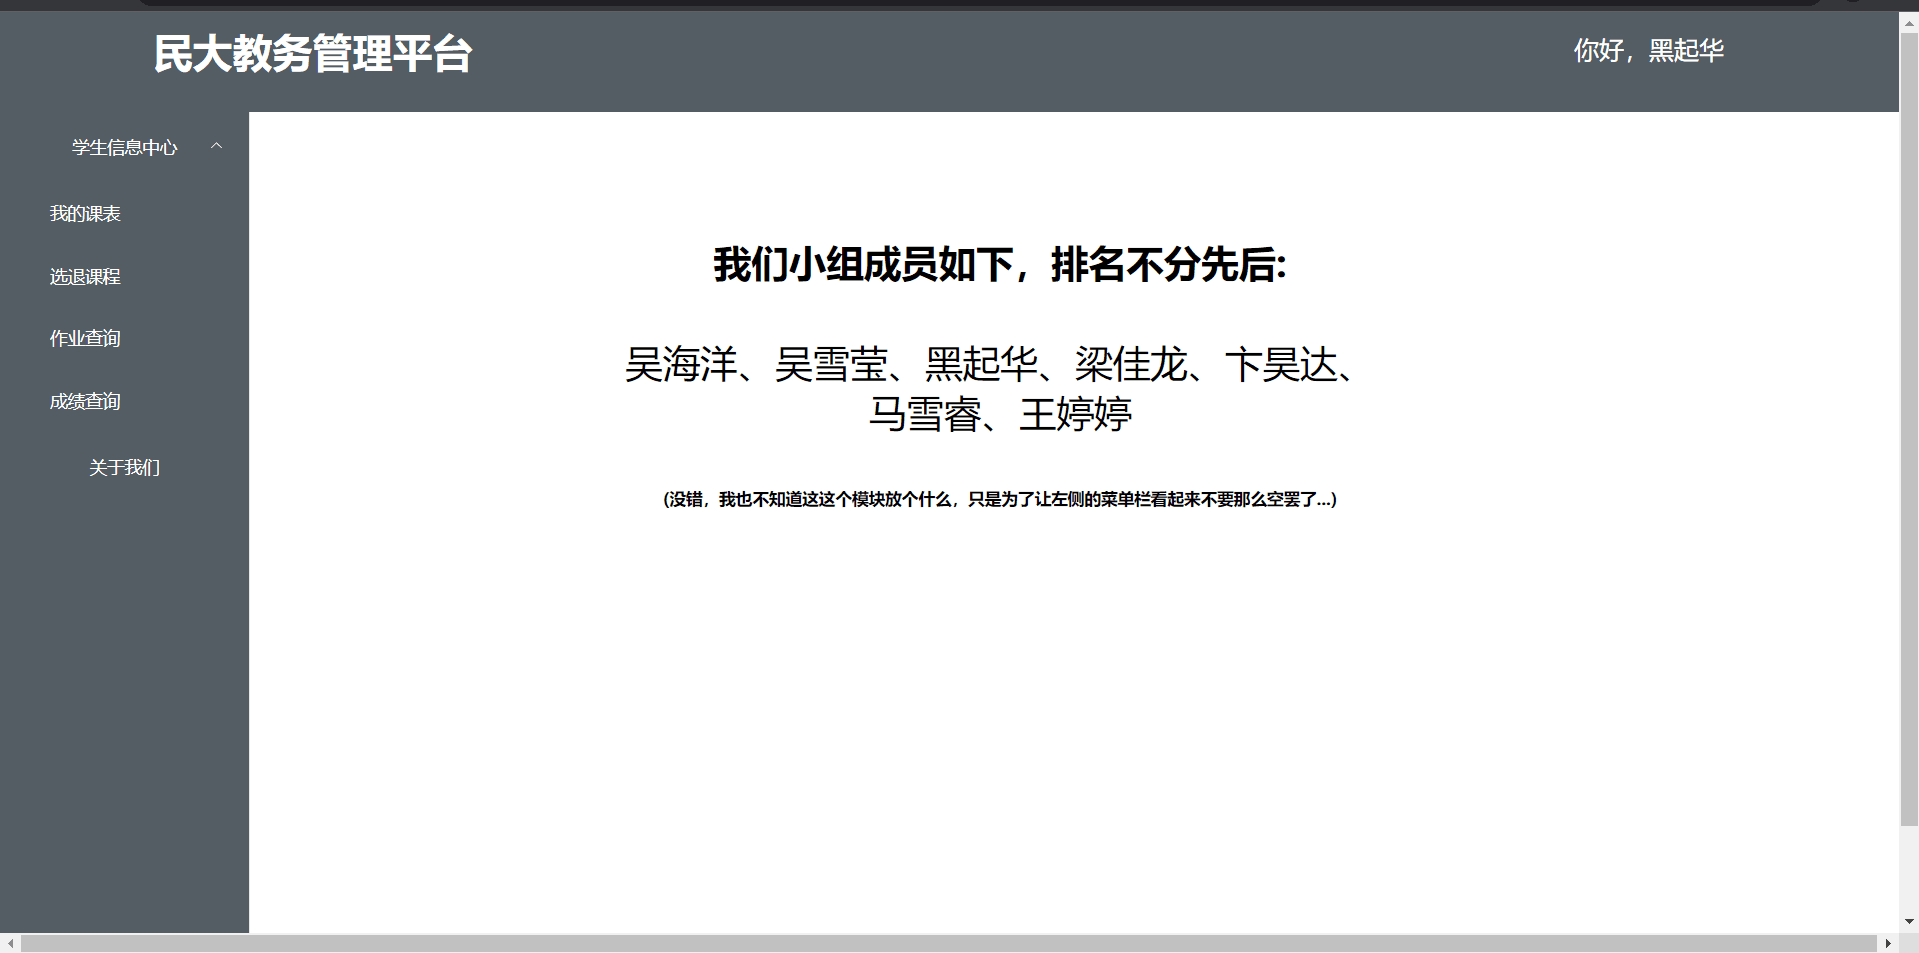 民大教务管理平台
你好，黑起华
学生信息中心
我的课表
选退课程
作业查询
成绩查询
关于我们
我们小组成员如下，排名不分先后:
吴海洋、吴雪莹、黑起华、梁佳龙、卞昊达、
马雪睿、王婷婷
(没错，我也不知道这这个模块放个什么，只是为了让左侧的菜单栏看起来不要那么空罢了...)